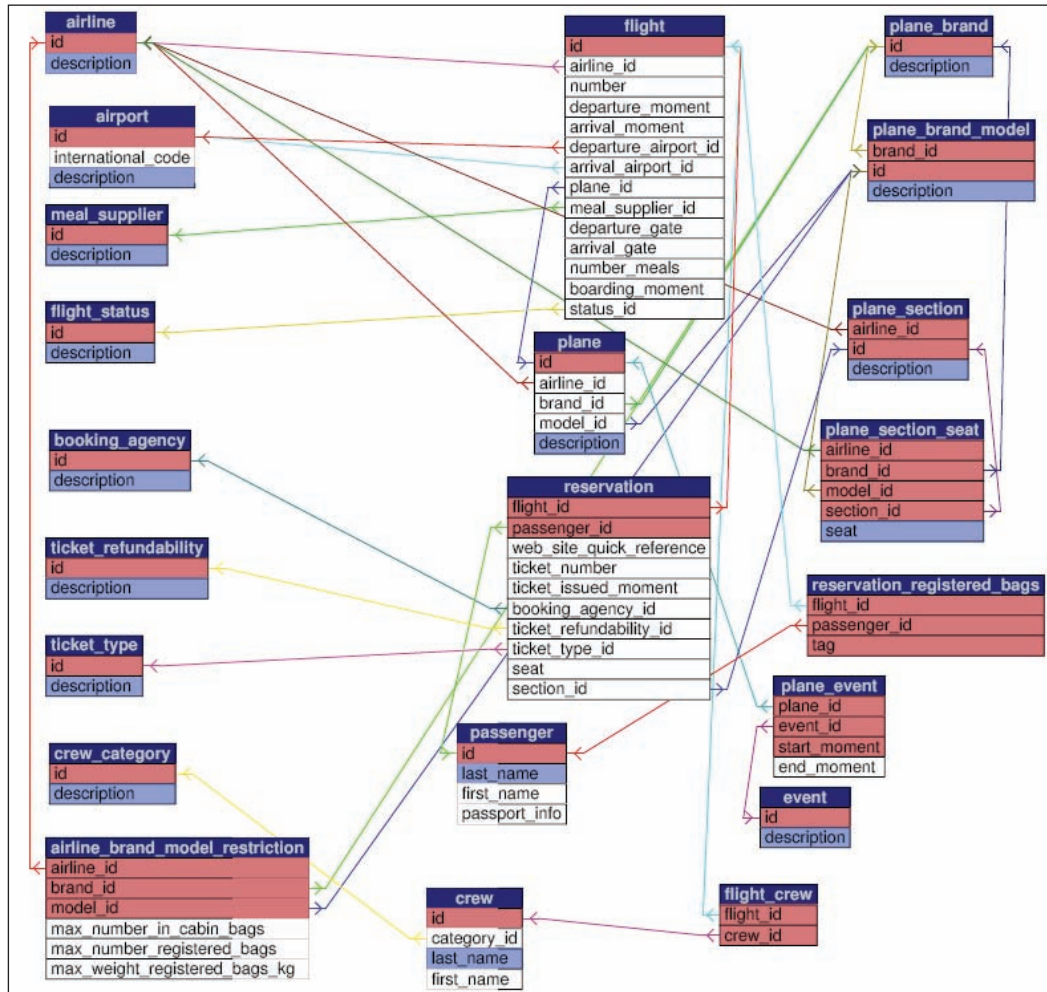 airline
id
description
airport
id
international_code
description
meal_supplier
id
description
flight_status
id
description
booking_agency
id
description
ticket_refundability
id
description
ticket_type
id
description
crew_category
id
description
airline_brand_model_restriction
airline_id
brand_id
model_id
max_number_in_cabin_bags
max_number_registered_bags
max_weight_registered_bags_kg
flight
id
airline_id
number
departure_moment
arrival_moment
departure_airport_id
arrival_airport_id
plane_id
meal_supplier_id
departure_gate
arrival_gate
number_meals
boarding_moment
status_id
plane
id
airline_id
brand_id
model_id
description
reservation
flight_id
passenger_id
web_site_quick_reference
ticket_number
ticket_issued_moment
booking_agency_id
ticket_refundability_id
ticket_type_id
seat
section_id
passenger
id
last_name
first_name
passport_info
crew
id
category_id
last_name
first_name
plane_brand
id
description
plane_brand_model
brand_id
id
description
plane_section
airline_id
id
description
plane_section_seat
airline_id
brand_id
model_id
section_id
seat
reservation_registered_bags
flight_id
passenger_id
tag
plane_event
plane_id
event_id
start_moment
end_moment
event
id
description
flight_crew
flight_id
crew_id